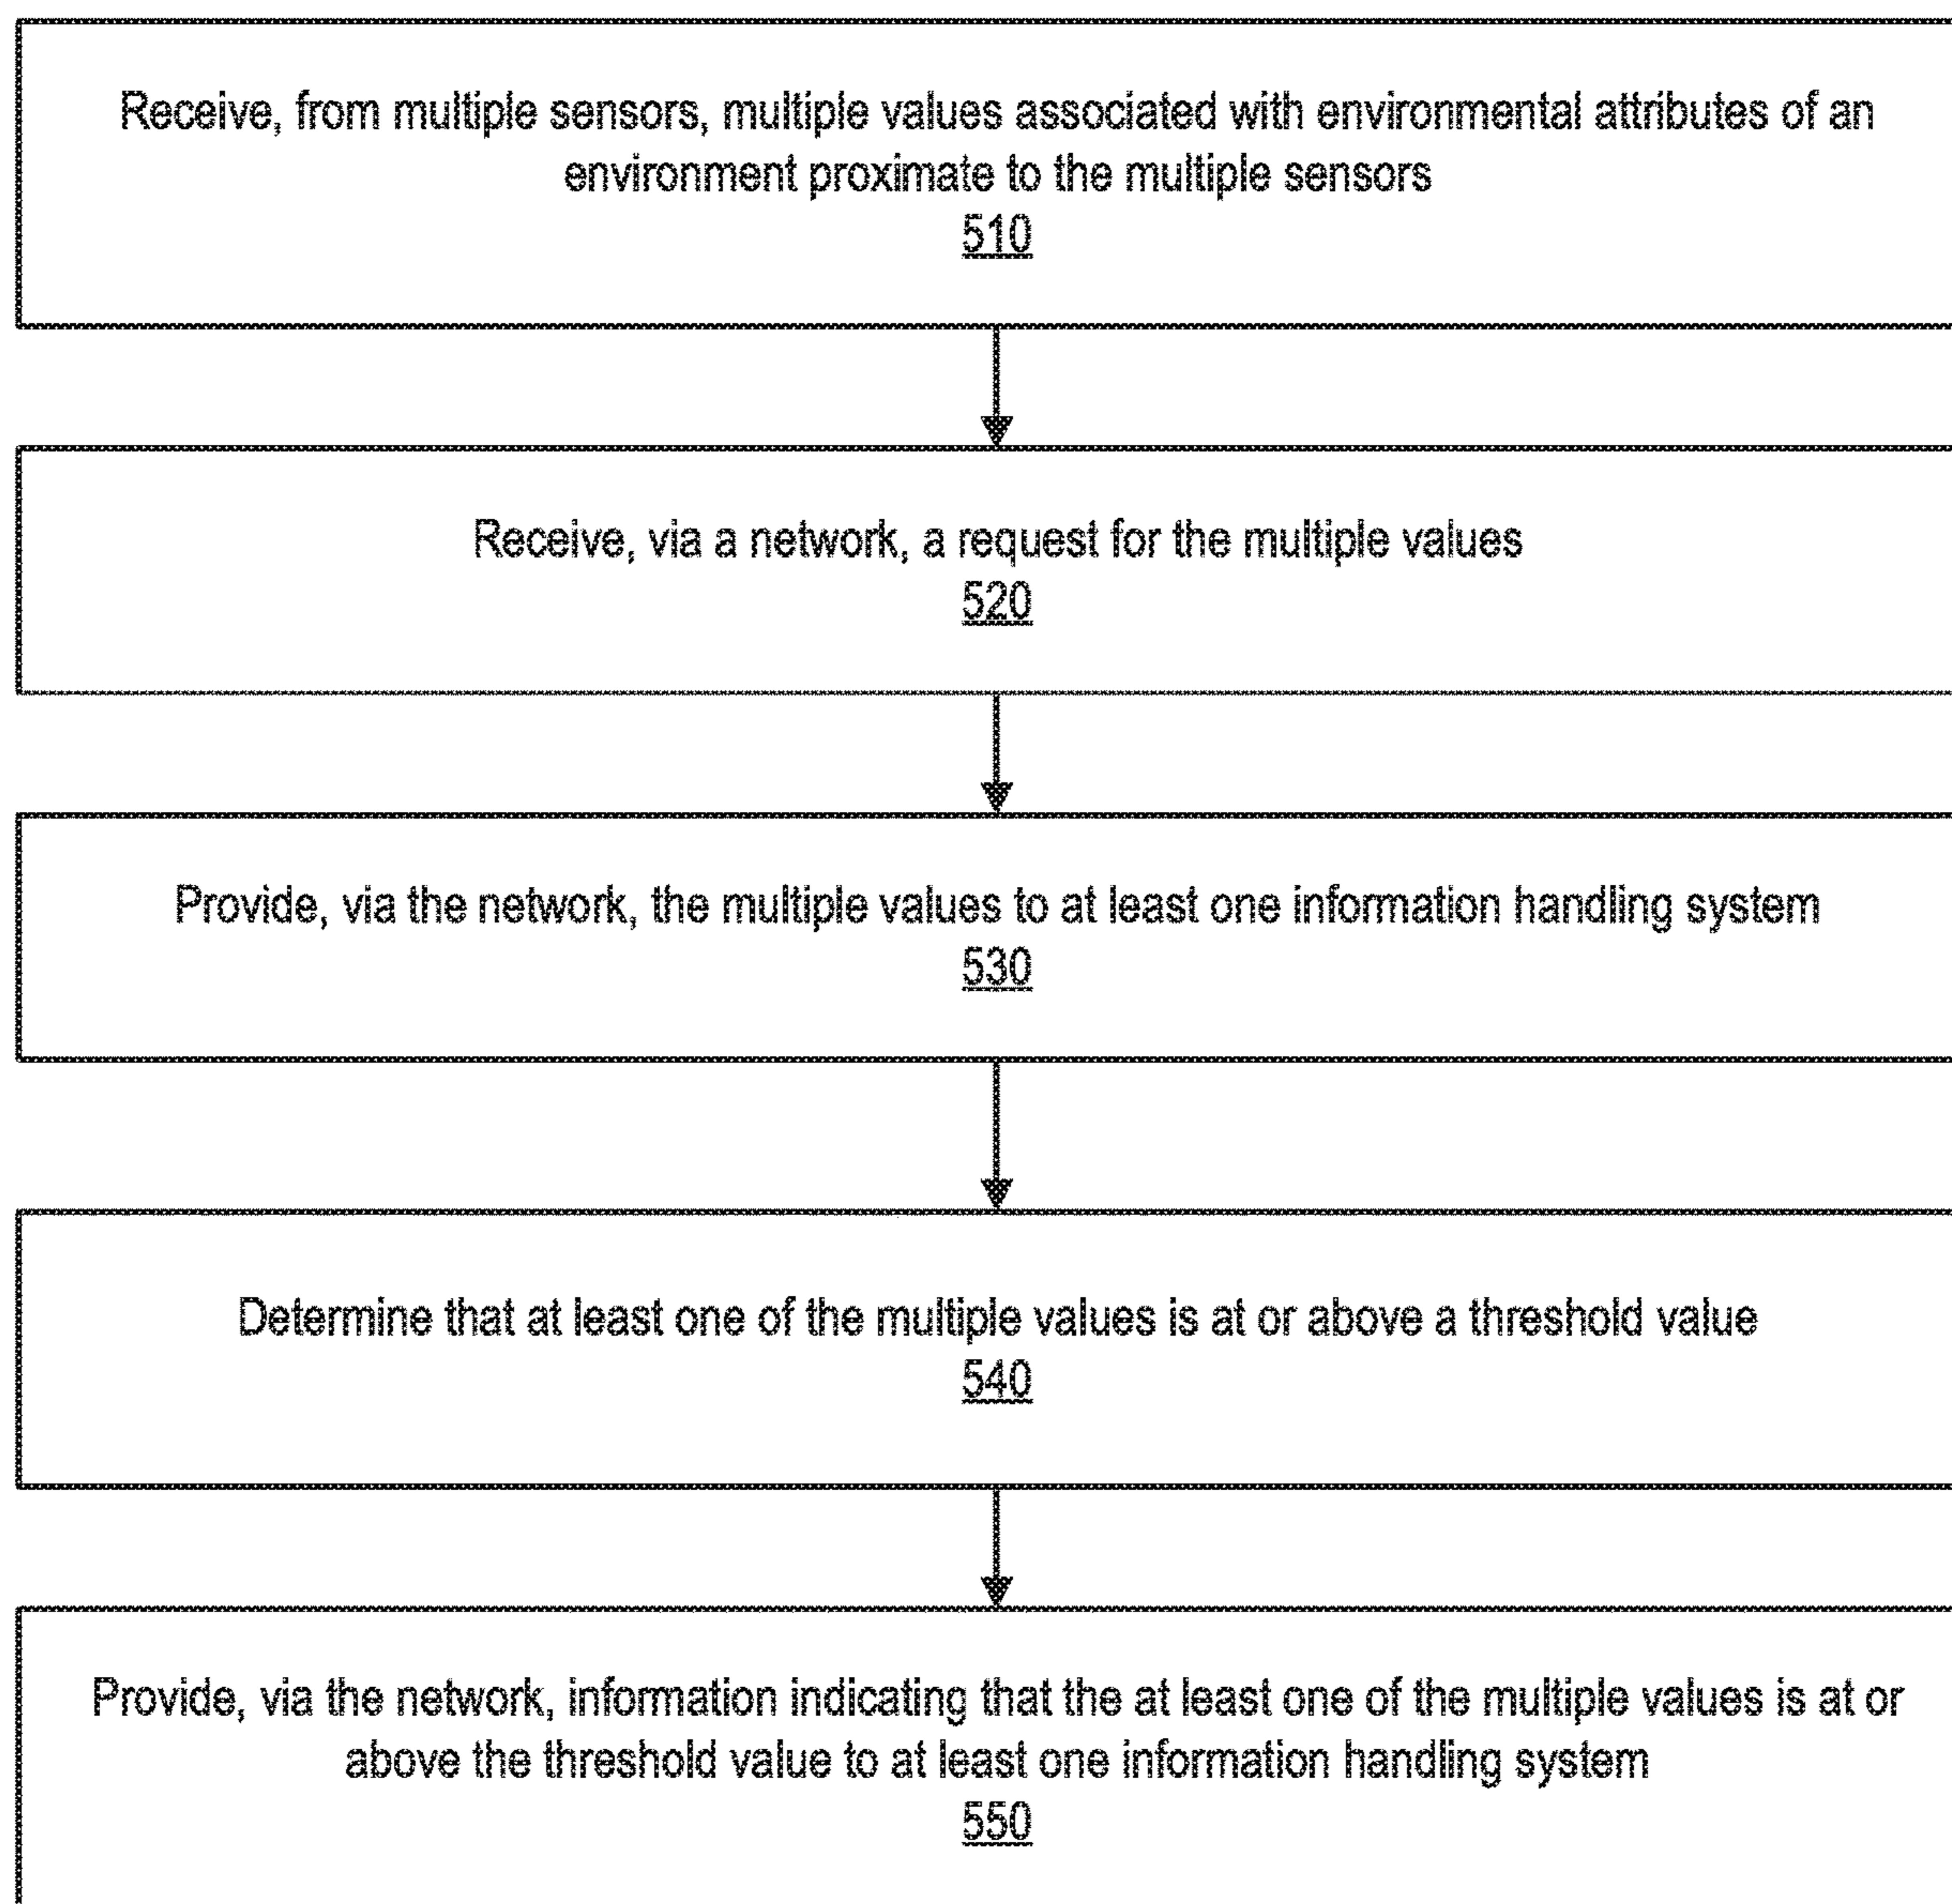 Receive, from multiple sensors, multiple values associated with environmental attributes of an
environment proximate to the multiple sensors
510
Receive, via a network, a request for the multiple values
520
Provide, via the network, the multiple values to at least one information handling system
530
Determine that at least one of the multiple values is at or above a threshold value
540
Provide, via the network, information indicating that the at least one of the multiple values is at or
above the threshold value to at least one information handling system
550